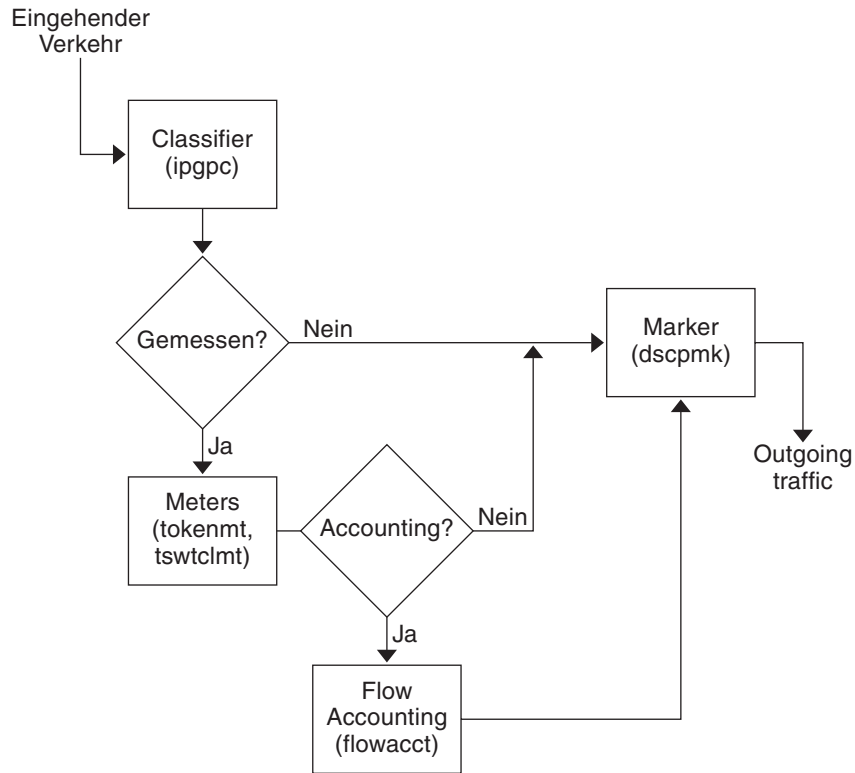 Eingehender
Verkehr
Classifier
(ipgpc)
Gemessen?
Nein
Marker
(dscpmk)
Ja
Outgoing
traffic
Meters
(tokenmt,
tswtclmt)
Accounting?
Nein
Ja
Flow
Accounting
(flowacct)